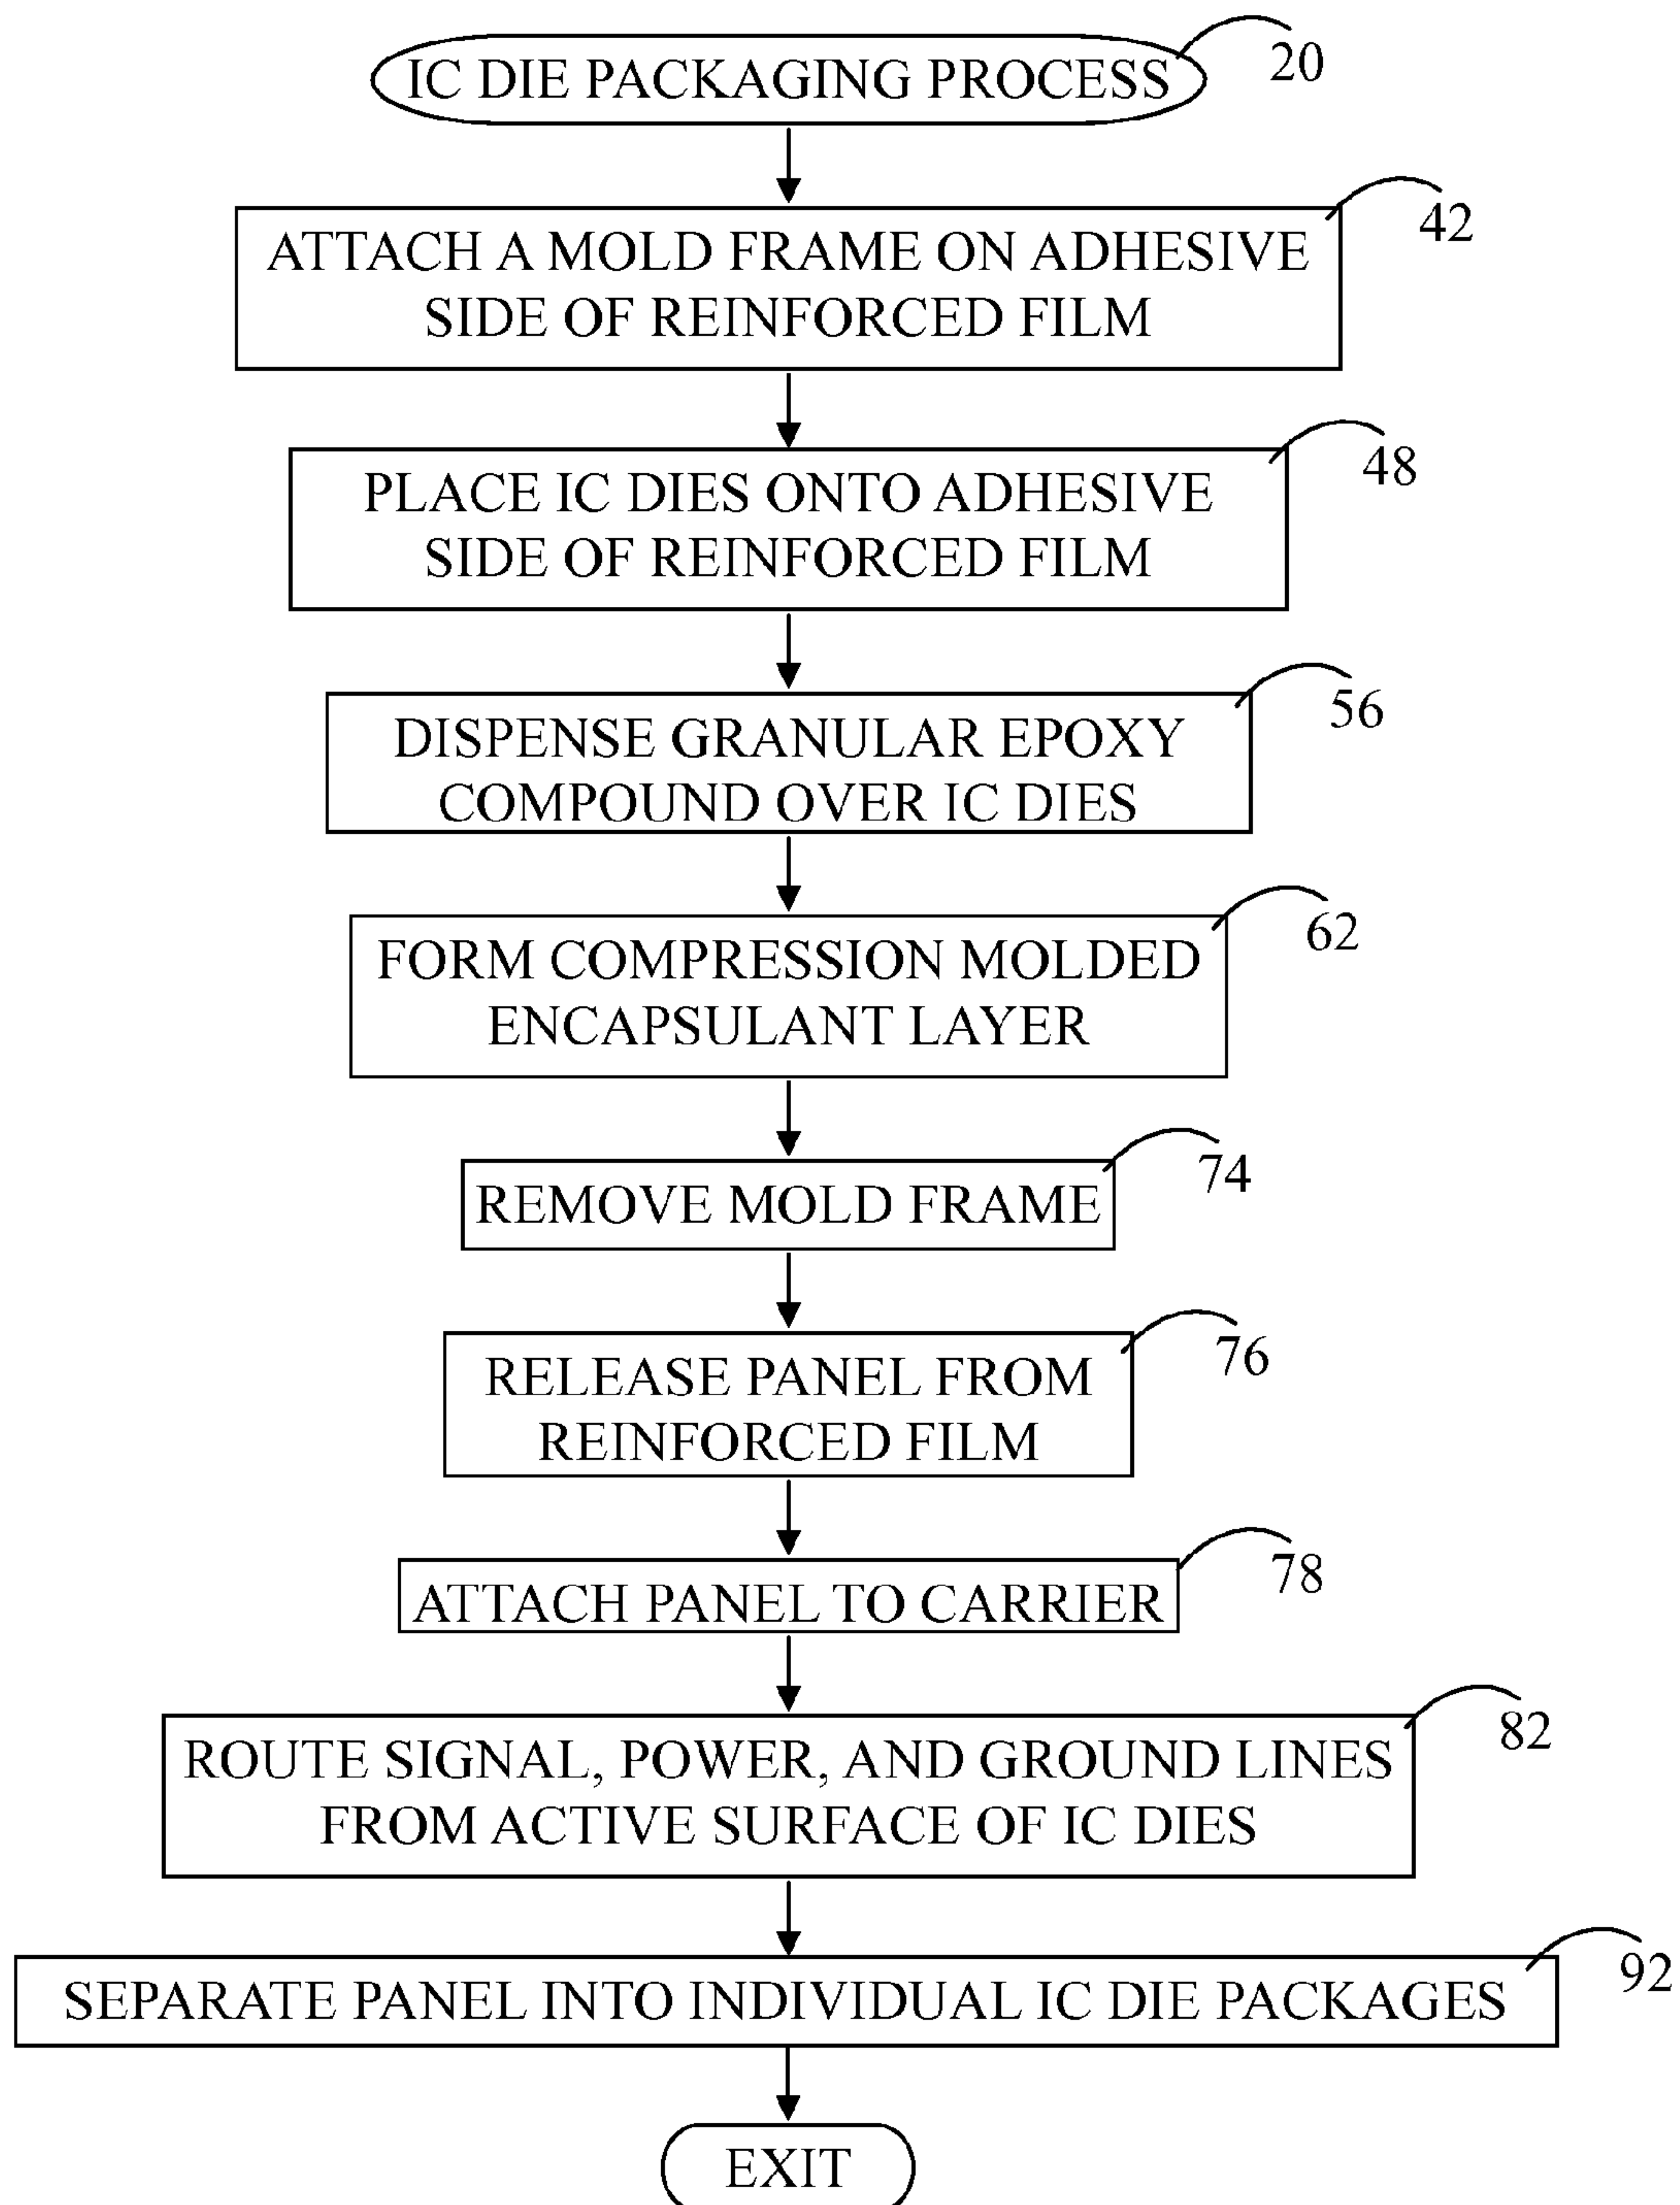 IC DIE PACKAGING PROCESS
20
ATTACH A MOLD FRAME ON ADHESIVE
SIDE OF REINFORCED FILM
42
PLACE IC DIES ONTO ADHESIVE
SIDE OF REINFORCED FILM
48
DISPENSE GRANULAR EPOXY
COMPOUND OVER IC DIES
56
FORM COMPRESSION MOLDED
ENCAPSULANT LAYER
62
REMOVE MOLD FRAME
74
RELEASE PANEL FROM
REINFORCED FILM
76
ATTACH PANEL TO CARRIER
78
ROUTE SIGNAL, POWER, AND GROUND LINES
FROM ACTIVE SURFACE OF IC DIES
82
SEPARATE PANEL INTO INDIVIDUAL IC DIE PACKAGES
92
EXIT